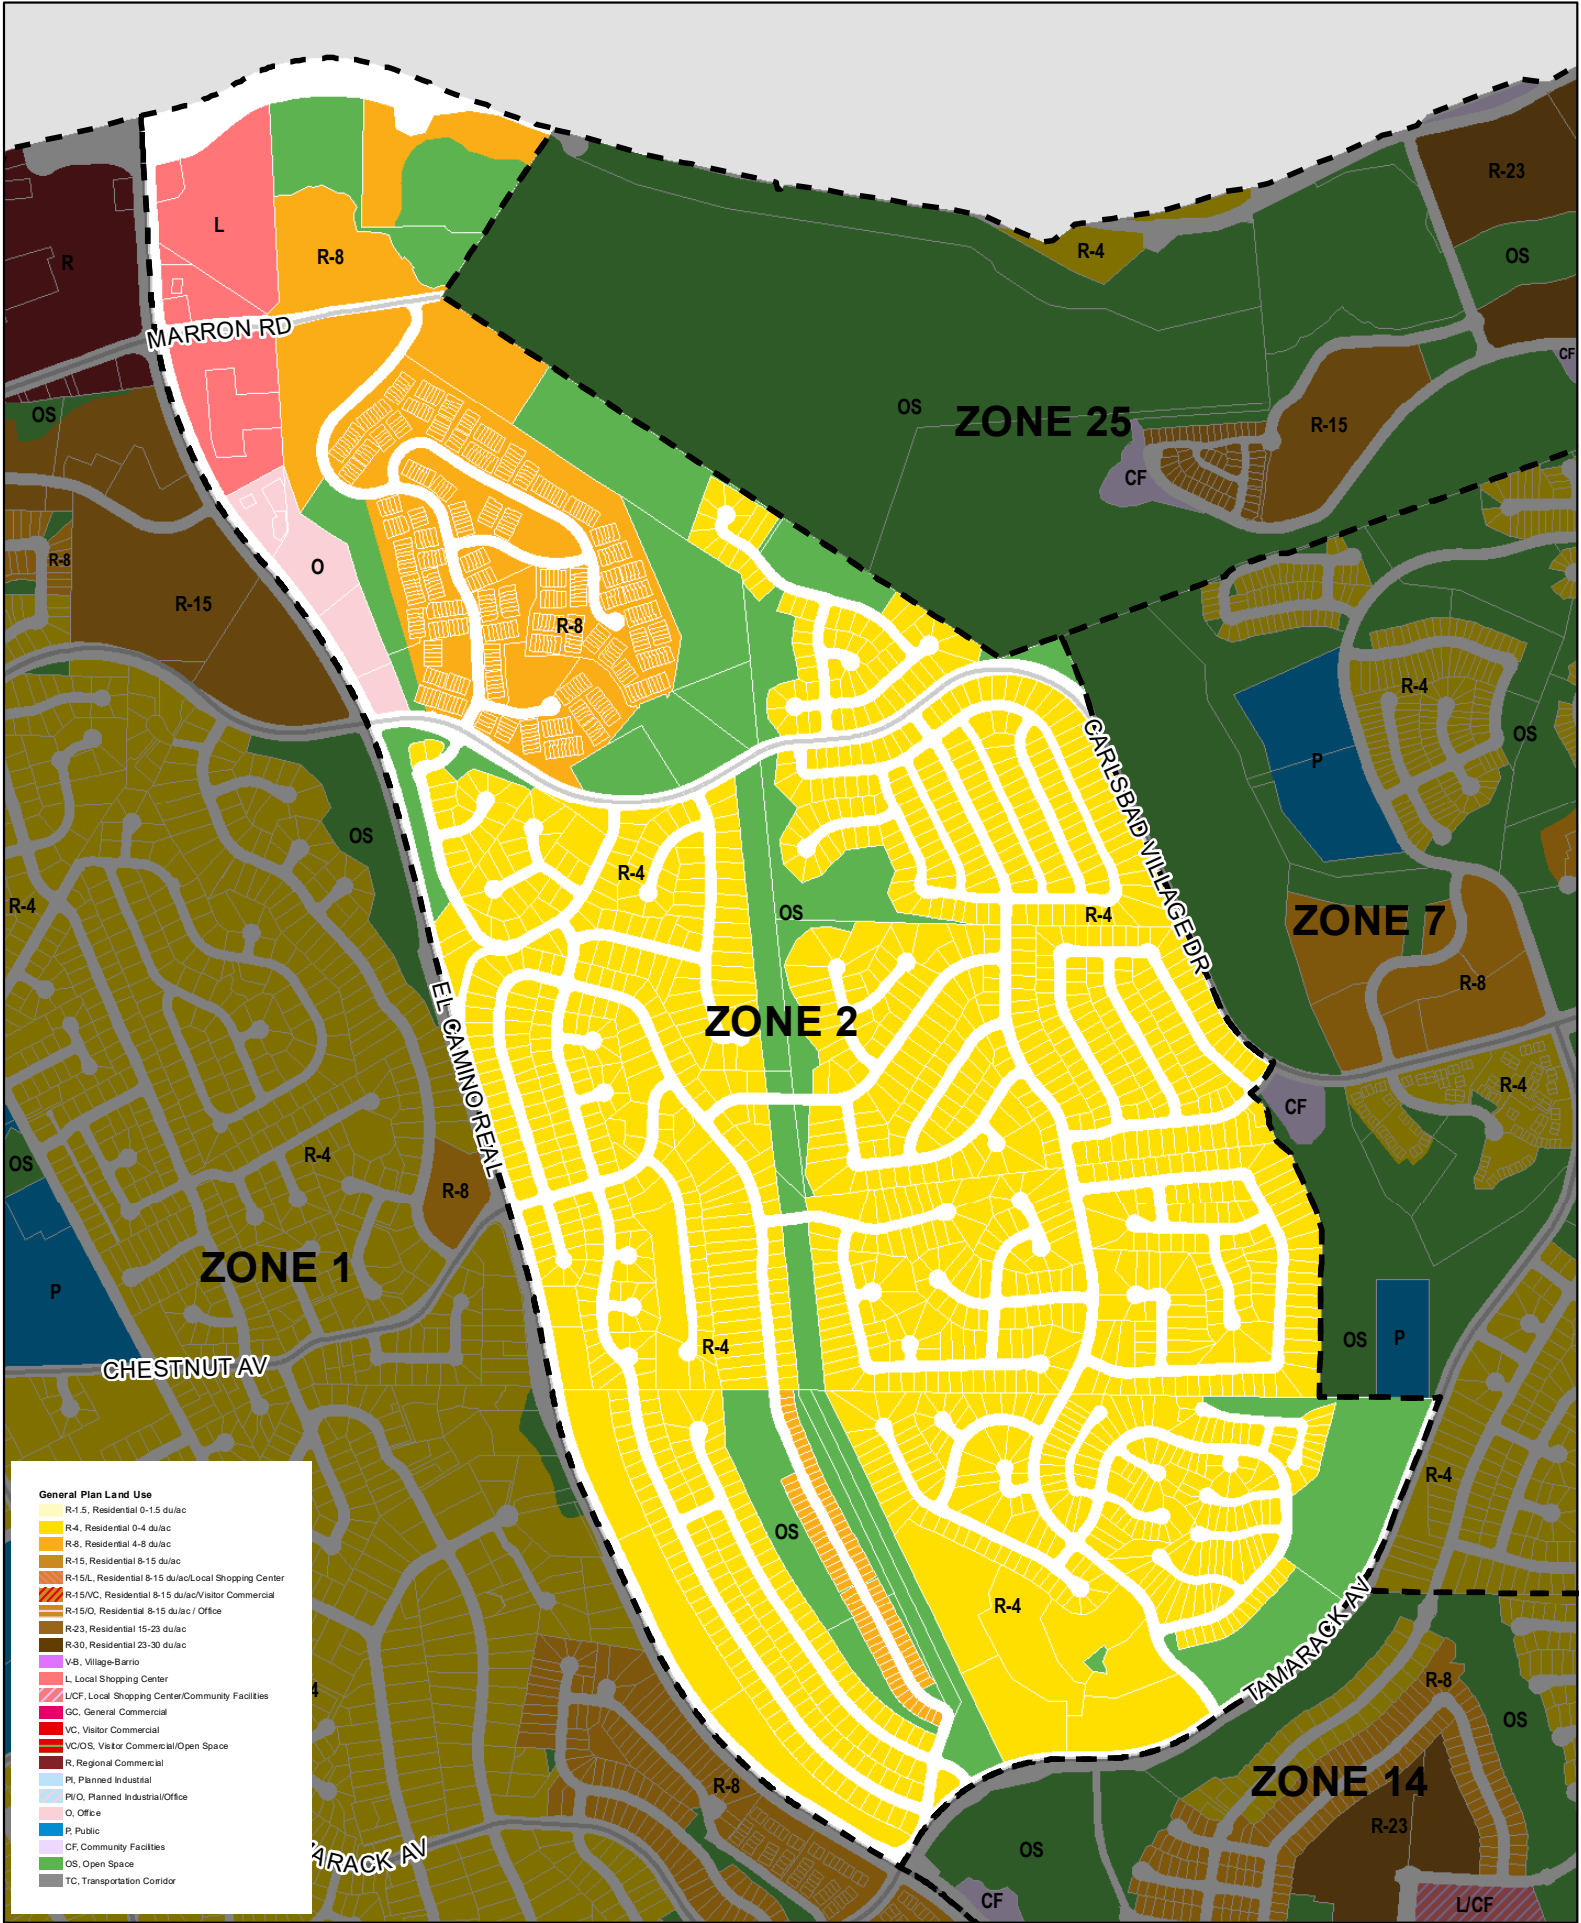 R-23
L
R-4
OS
R-8
R
MARRON RD
CF
OS
OS
ZONE 25
R-15
CF
R-8
O
R-15
R-8
R-4
CARLSBAD VILLAGE DR
OS
P
OS
R-4
R-4
OS
R-4
ZONE 7
R-8
EL CAMINO REAL
ZONE 2
R-4
CF
R-4
OS
R-8
ZONE 1
P
OS
P
R-4
CHESTNUT AV
R-4
OS
R-4
TAMARACK AV
R-8
OS
4
ZONE 14
R-8
R-23
ARACK AV
OS
CF
L/CF
General Plan Land Use
R-1.5, Residential 0-1.5 du/ac
R-4, Residential 0-4 du/ac
R-8, Residential 4-8 du/ac
R-15, Residential 8-15 du/ac
R-15/L, Residential 8-15 du/ac/Local Shopping Center
R-15/VC, Residential 8-15 du/ac/Visitor Commercial
R-15/O, Residential 8-15 du/ac / Office
R-23, Residential 15-23 du/ac
R-30, Residential 23-30 du/ac
V-B, Village-Barrio
L, Local Shopping Center
L/CF, Local Shopping Center/Community Facilities
GC, General Commercial
VC, Visitor Commercial
VC/OS, Visitor Commercial/Open Space
R, Regional Commercial
PI, Planned Industrial
PI/O, Planned Industrial/Office
O, Office
P, Public
CF, Community Facilities
OS, Open Space
TC, Transportation Corridor